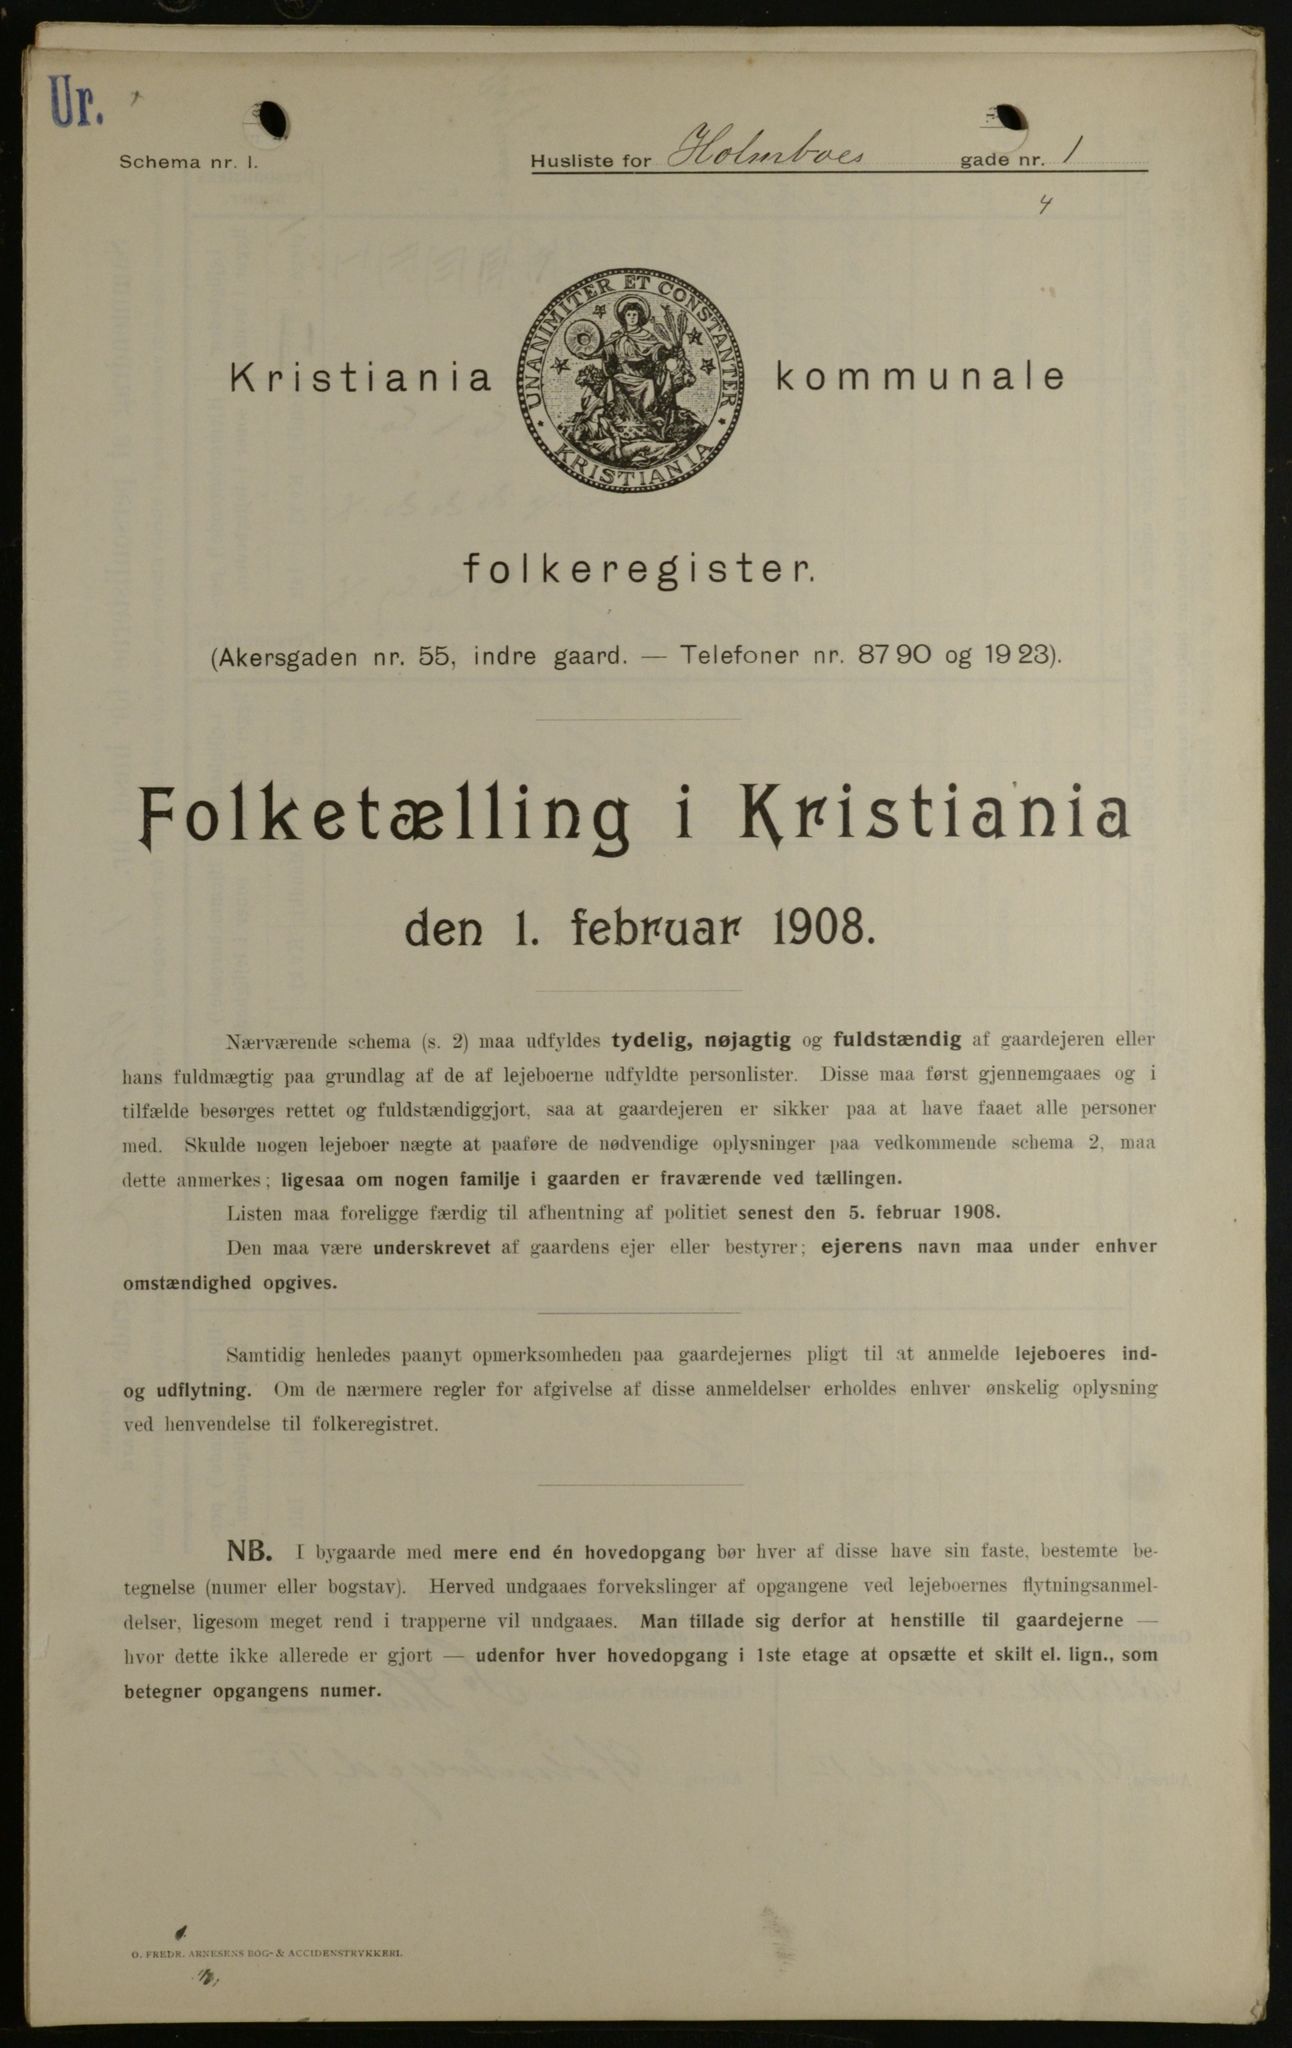 Ur.
Schema nr. 1.
Husliste for Holmboes gade nr. 1
4
UNANIMITER ET CONSTANTER
KRISTIANIA
Kristiania kommunale
folkeregister.
(Akersgaden nr. 55, indre gaard. — Telefoner nr. 87 90 og 19 23).
Folketælling i Kristiania
den 1. februar 1908.
Nærværende schema (s. 2) maa udfyldes tydelig, nøjagtig og fuldstændig af gaardejeren eller
hans fuldmægtig paa grundlag af de af lejeboerne udfyldte personlister. Disse maa først gjennemgaaes og i
tilfælde besørges rettet og fuldstændiggjort, saa at gaardejeren er sikker paa at have faaet alle personer
med. Skulde nogen lejeboer nægte at paaføre de nødvendige oplysninger paa vedkommende schema 2, maa
dette anmerkes; ligesaa om nogen familje i gaarden er fraværende ved tællingen.
Listen maa foreligge færdig til afhentning af politiet senest den 5. februar 1908.
Den maa være underskrevet af gaardens ejer eller bestyrer; ejerens navn maa under enhver
omstændighed opgives.
Samtidig henledes paanyt opmerksomheden paa gaardejernes pligt til at anmelde lejeboeres ind-
og udflytning. Om de nærmere regler for afgivelse af disse anmeldelser erholdes enhver ønskelig oplysning
ved henvendelse til folkeregistret.
NB. I bygaarde med mere end én hovedopgang bør hver af disse have sin faste, bestemte be-
tegnelse (numer eller bogstav). Herved undgaaes forvekslinger af opgangene ved lejeboernes flytningsanmel-
delser, ligesom meget rend i trapperne vil undgaaes. Man tillade sig derfor at henstille til gaardejerne —
hvor dette ikke allerede er gjort — udenfor hver hovedopgang i 1ste etage at opsætte et skilt el. lign., som
betegner opgangens numer.
O. FREDR. ARNESENS BOG- & ACCIDENSTRYKKERI.